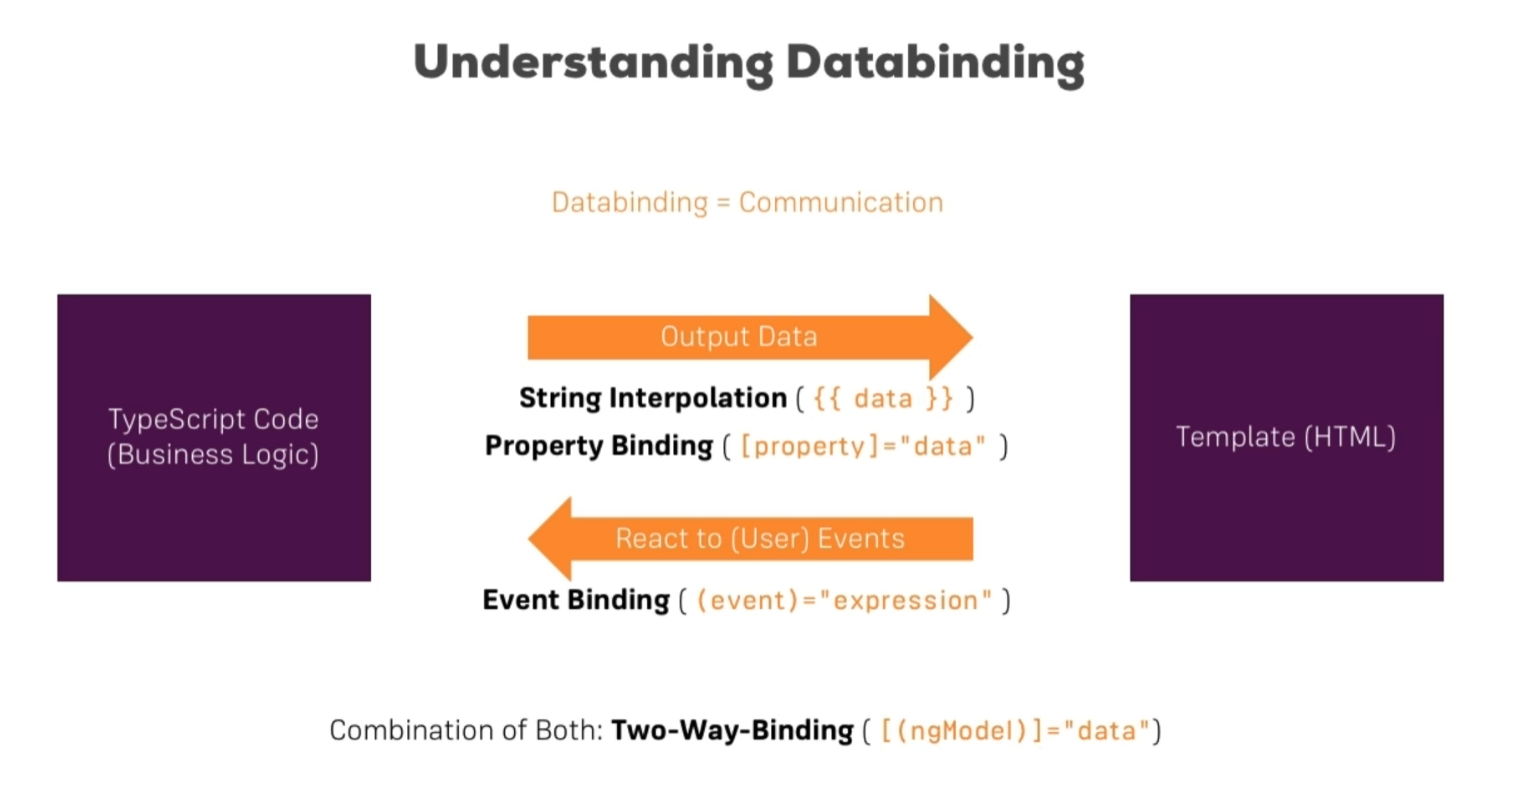 Understanding Databinding
Databinding = Communication
Output Data
String Interpolation ( {{ data }} )
Property Binding ( [property]="data" )
TypeScript Code
(Business Logic)
Template (HTML)
React to (User) Events
Event Binding ( (event)="expression" )
Combination of Both: Two-Way-Binding ( [(ngModel)]="data")